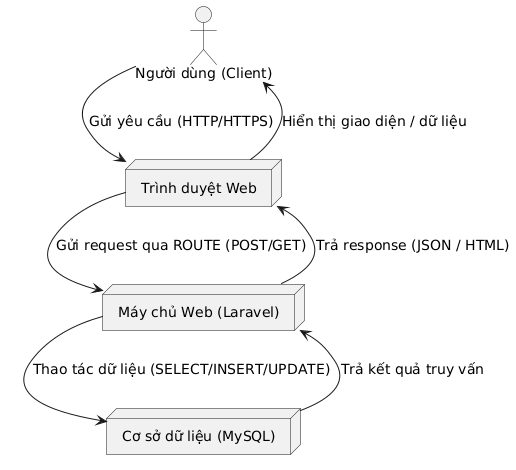 Người dùng (Client)
Gửi yêu cầu (HTTP/HTTPS)
Hiển thị giao diện / dữ liệu
Trình duyệt Web
Gửi request qua ROUTE (POST/GET)
Trả response (JSON / HTML)
Máy chủ Web (Laravel)
Thao tác dữ liệu (SELECT/INSERT/UPDATE)
Trả kết quả truy vấn
Cơ sở dữ liệu (MySQL)